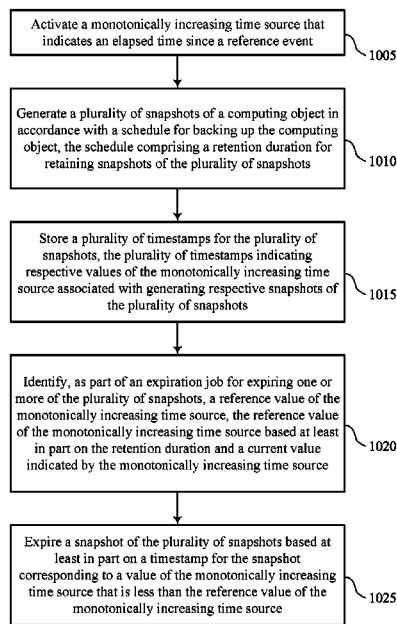 Activate a monotonically increasing time source that
indicates an elapsed time since a reference event
1005
Generate a plurality of snapshots of a computing object in
accordance with a schedule for backing up the computing
object, the schedule comprising a retention duration for
retaining snapshots of the plurality of snapshots
1010
Store a plurality of timestamps for the plurality of
snapshots, the plurality of timestamps indicating
respective values of the monotonically increasing time
source associated with generating respective snapshots of
the plurality of snapshots
1015
Identify, as part of an expiration job for expiring one or
more of the plurality of snapshots, a reference value of the
monotonically increasing time source, the reference value
of the monotonically increasing time source based at least
in part on the retention duration and a current value
indicated by the monotonically increasing time source
1020
Expire a snapshot of the plurality of snapshots based at
least in part on a timestamp for the snapshot
corresponding to a value of the monotonically increasing
time source that is less than the reference value of the
monotonically increasing time source
1025